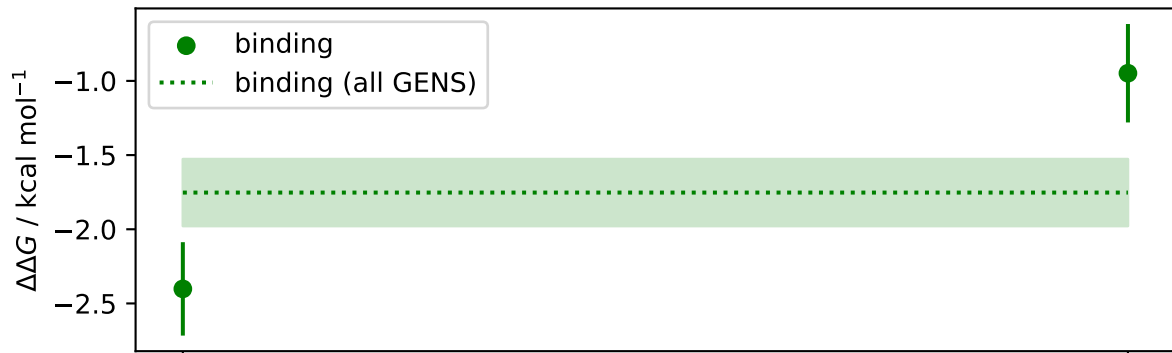 binding
binding (all GENS)
ΔΔG / kcal mol⁻¹
−1.0
−1.5
−2.0
−2.5